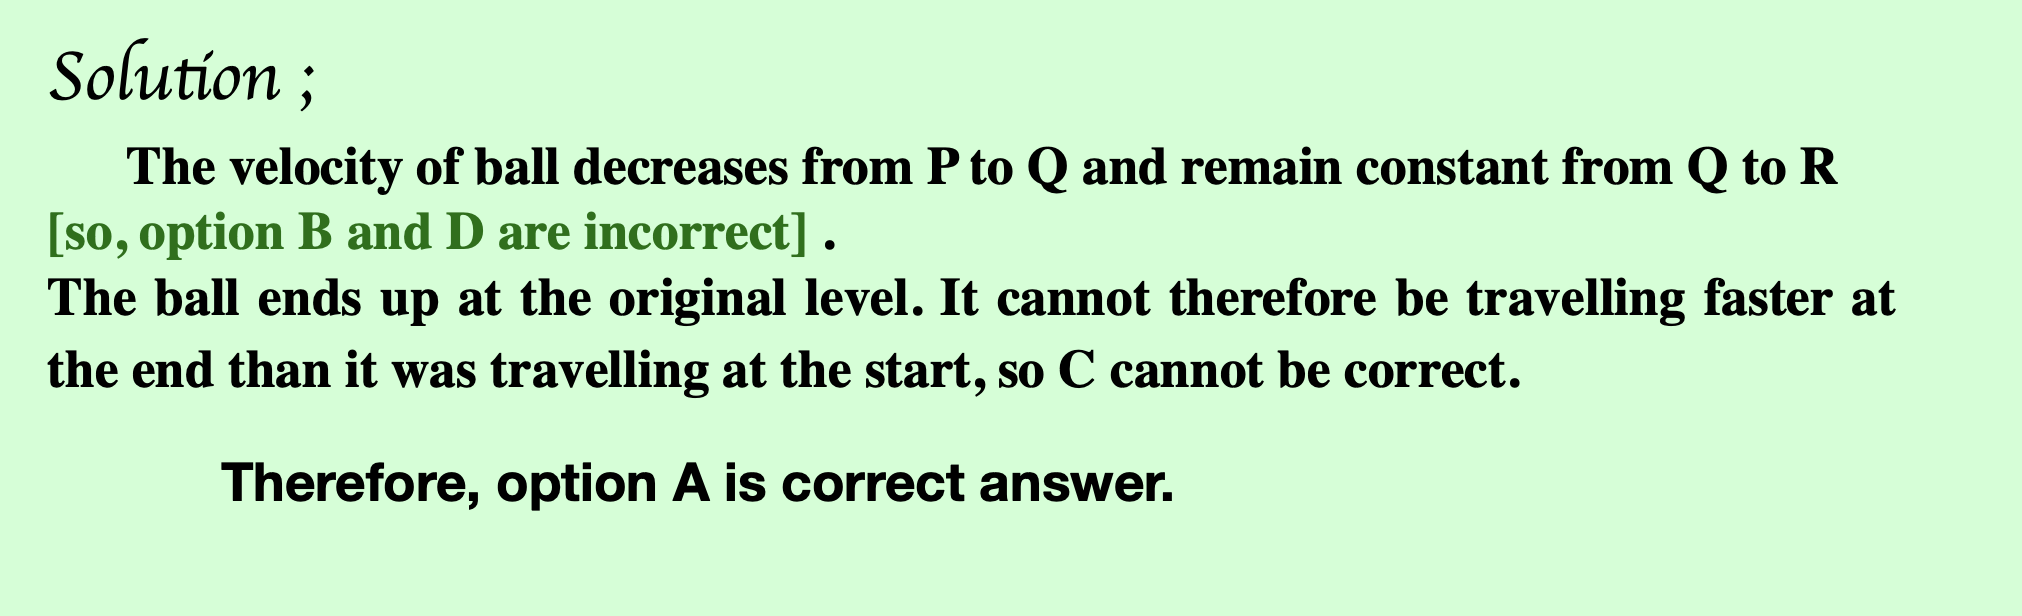 Solution ;
The velocity of ball decreases from P to Q and remain constant from Q to R
[so, option B and D are incorrect] .
The ball ends up at the original level. It cannot therefore be travelling faster at
the end than it was travelling at the start, so C cannot be correct.
Therefore, option A is correct answer.